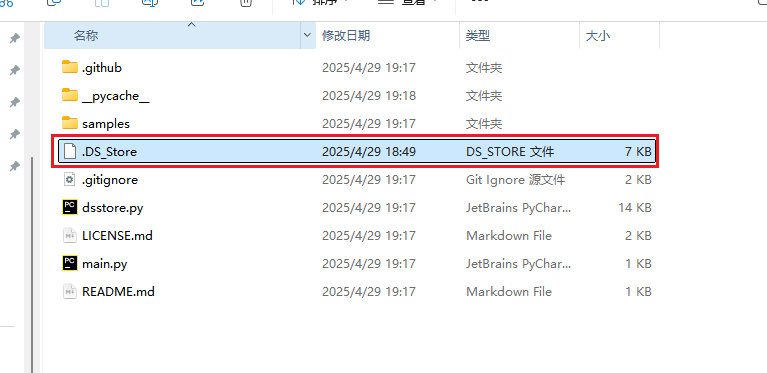 排序
查看
名称 修改日期 类型 大小
.github 2025/4/29 19:17 文件夹
__pycache__ 2025/4/29 19:18 文件夹
samples 2025/4/29 19:17 文件夹
.DS_Store 2025/4/29 18:49 DS_STORE 文件 7 KB
.gitignore 2025/4/29 19:17 Git Ignore 源文件 2 KB
dsstore.py 2025/4/29 19:17 JetBrains PyChar... 14 KB
LICENSE.md 2025/4/29 19:17 Markdown File 2 KB
main.py 2025/4/29 19:17 JetBrains PyChar... 1 KB
README.md 2025/4/29 19:17 Markdown File 1 KB